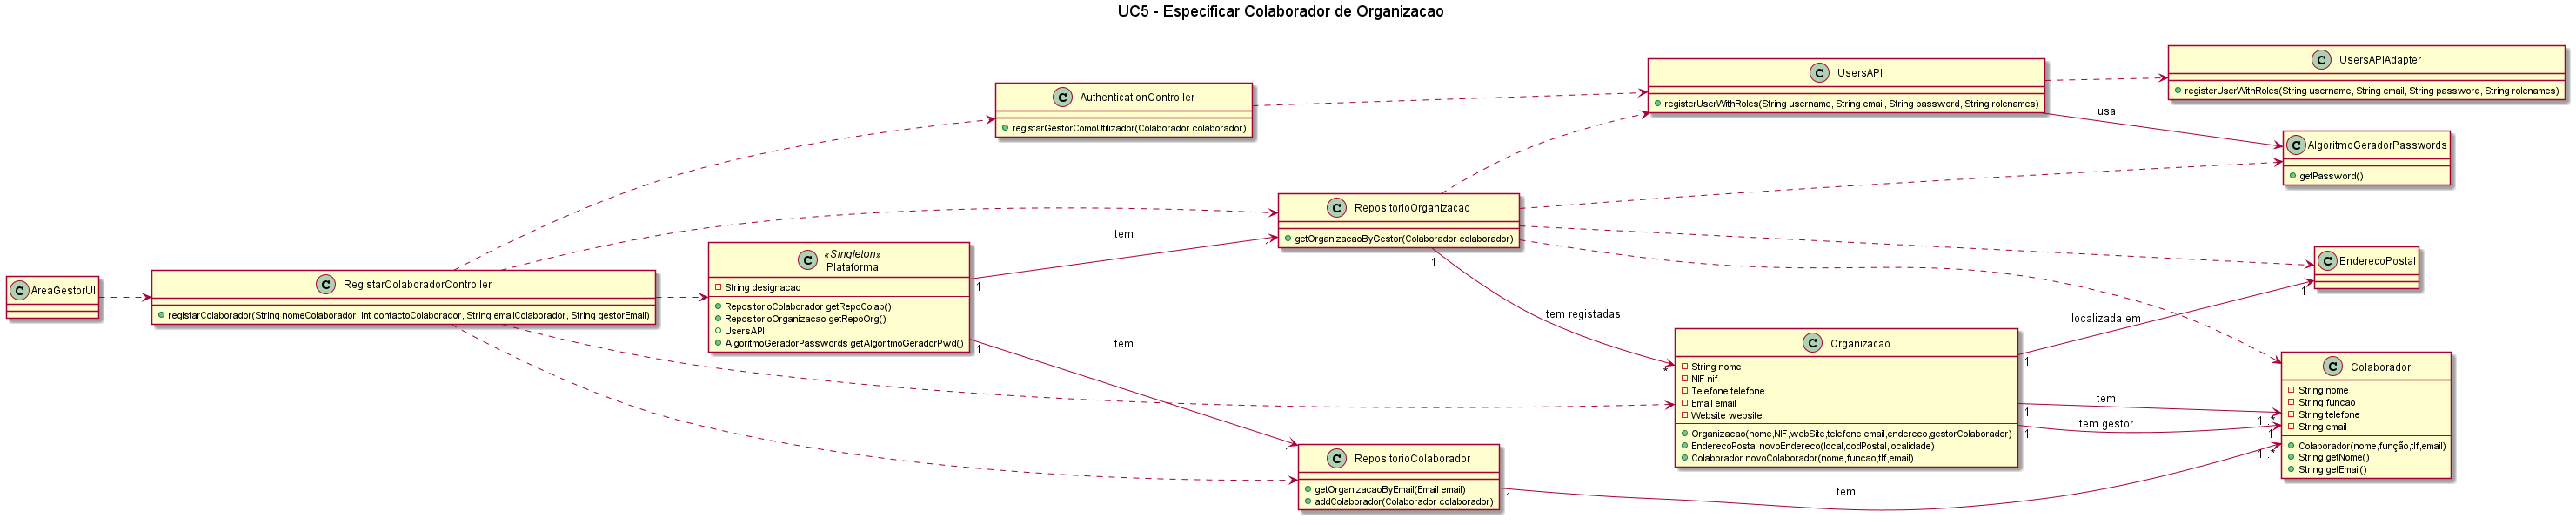 UC5 - Especificar Colaborador de Organizacao
C AreaGestorUI
C RegistarColaboradorController
registarColaborador(String nomeColaborador, int contactoColaborador, String emailColaborador, String gestorEmail)
C AuthenticationController
registarGestorComoUtilizador(Colaborador colaborador)
C «Singleton»
Plataforma
String designacao
RepositorioColaborador getRepoColab()
RepositorioOrganizacao getRepoOrg()
UsersAPI
AlgoritmoGeradorPasswords getAlgoritmoGeradorPwd()
1
tem
1
1
tem
1
C RepositorioOrganizacao
getOrganizacaoByGestor(Colaborador colaborador)
1
tem registadas
*
C RepositorioColaborador
getOrganizacaoByEmail(Email email)
addColaborador(Colaborador colaborador)
1
tem
1..*
C UsersAPI
registerUserWithRoles(String username, String email, String password, String rolenames)
usa
C UsersAPIAdapter
registerUserWithRoles(String username, String email, String password, String rolenames)
C AlgoritmoGeradorPasswords
getPassword()
C EnderecoPostal
C Organizacao
String nome
NIF nif
Telefone telefone
Email email
Website website
Organizacao(nome,NIF,webSite,telefone,email,endereco,gestorColaborador)
EnderecoPostal novoEndereco(local,codPostal,localidade)
Colaborador novoColaborador(nome,funcao,tlf,email)
1
localizada em
1
1
tem
1..*
1
tem gestor
1
C Colaborador
String nome
String funcao
String telefone
String email
Colaborador(nome,função,tlf,email)
String getNome()
String getEmail()